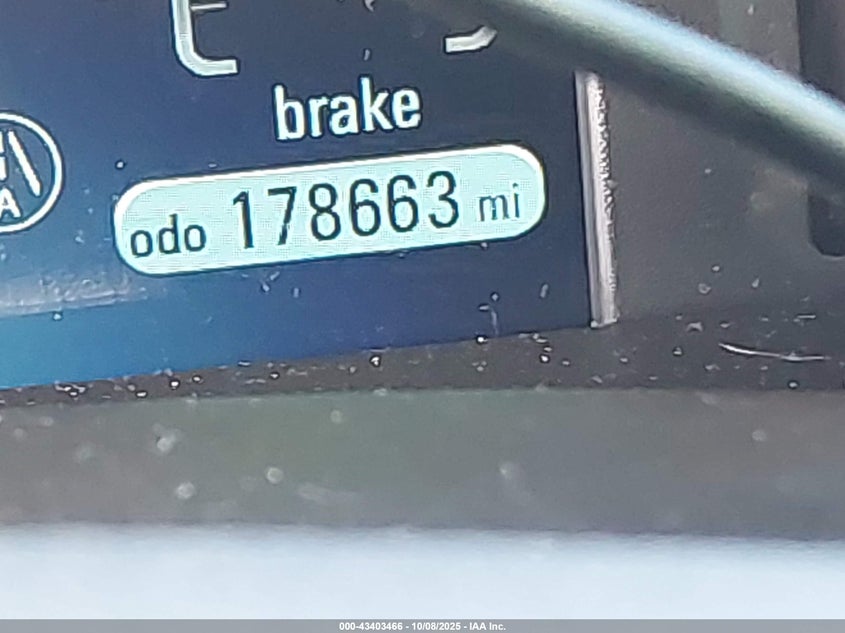 brake
odo 178663 mi
A
000-43403466 - 10/08/2025 - IAA Inc.